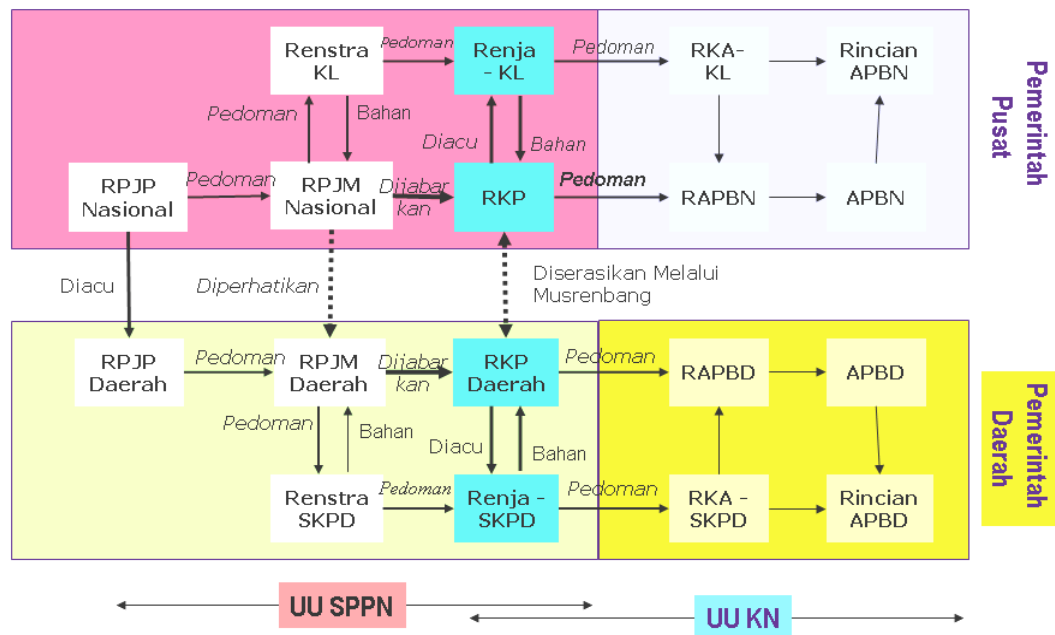 Renstra
KL
Pedoman
Renja
- KL
Pedoman
RKA-
KL
Rincian
APBN
Pedoman
Bahan
Diacu
Bahan
RPJP
Nasional
Pedoman
RPJM
Nasional
Dijabar
kan
RKP
Pedoman
RAPBN
APBN
Pemerintah
Pusat
Diacu
Diperhatikan
Diserasikan Melalui
Musrenbang
RPJP
Daerah
Pedoman
RPJM
Daerah
Dijabar
kan
RKP
Daerah
Pedoman
RAPBD
APBD
Pedoman
Bahan
Diacu
Bahan
Renstra
SKPD
Pedoman
Renja -
SKPD
Pedoman
RKA -
SKPD
Rincian
APBD
Pemerintah
Daerah
UU SPPN
UU KN